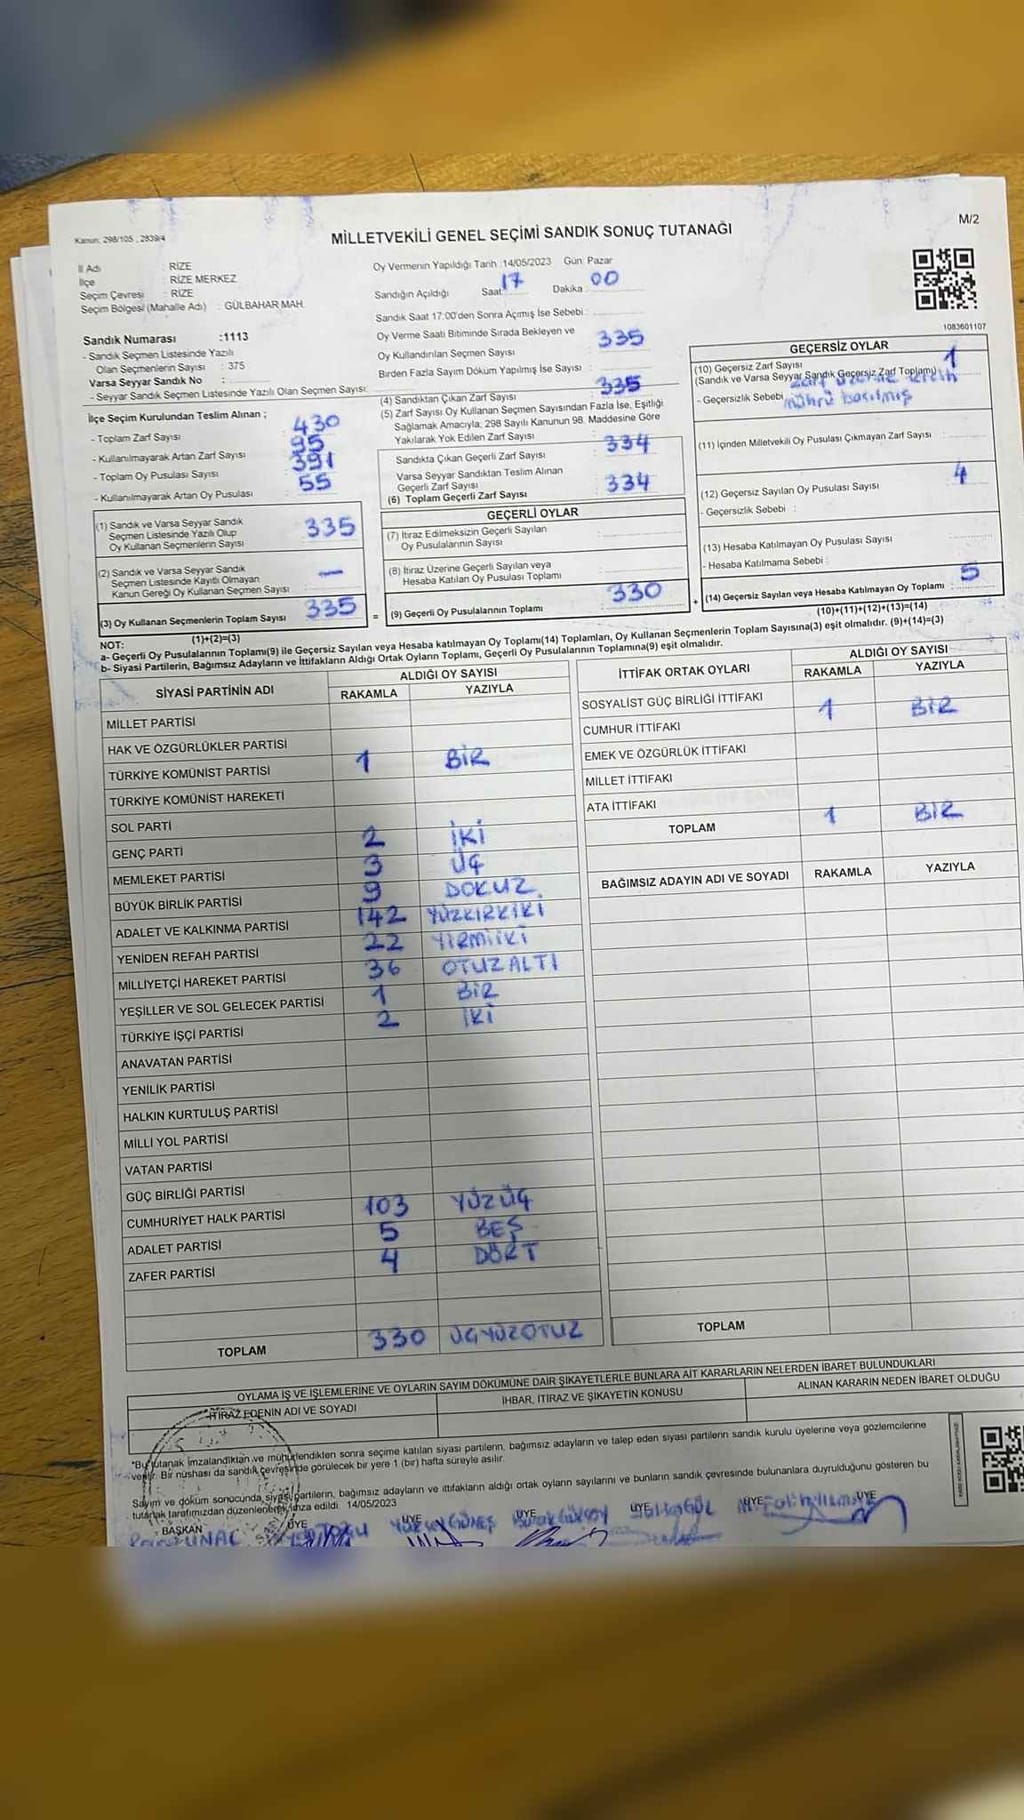 Kanun: 298/105 , 2839/4
MİLLETVEKİLİ GENEL SEÇİMİ SANDIK SONUÇ TUTANAĞI
M/2
İl Adı : RİZE
İlçe : RİZE MERKEZ
Seçim Çevresi : RİZE
Seçim Bölgesi (Mahalle Adı) : GÜLBAHAR MAH.
Oy Vermenin Yapıldığı Tarih :14/05/2023 Gün: Pazar
Sandığın Açıldığı Saat 17 Dakika 00
Sandık Saat 17:00'den Sonra Açımış İse Sebebi :
Oy Verme Saati Bitiminde Sırada Bekleyen ve
Oy Kullandırılan Seçmen Sayısı : 335
Birden Fazla Sayım Döküm Yapılmış İse Sayısı :
Sandık Numarası :1113
- Sandık Seçmen Listesinde Yazılı
Olan Seçmenlerin Sayısı : 375
Varsa Seyyar Sandık No :
- Seyyar Sandık Seçmen Listesinde Yazılı Olan Seçmen Sayısı:
İlçe Seçim Kurulundan Teslim Alınan ;
- Toplam Zarf Sayısı : 430
- Kullanılmayarak Artan Zarf Sayısı : 95
- Toplam Oy Pusulası Sayısı : 391
- Kullanılmayarak Artan Oy Pusulası : 55
(4) Sandıktan Çıkan Zarf Sayısı : 335
(5) Zarf Sayısı Oy Kullanan Seçmen Sayısından Fazla İse, Eşitliği
Sağlamak Amacıyla, 298 Sayılı Kanunun 98. Maddesine Göre
Yakılarak Yok Edilen Zarf Sayısı :
Sandıkta Çıkan Geçerli Zarf Sayısı : 334
Varsa Seyyar Sandıktan Teslim Alınan
Geçerli Zarf Sayısı :
(6) Toplam Geçerli Zarf Sayısı : 334
1083601107
GEÇERSİZ OYLAR
(10) Geçersiz Zarf Sayısı : 1
(Sandık ve Varsa Seyyar Sandık Geçersiz Zarf Toplamı)
- Geçersizlik Sebebi : zarf üzerine tercih
mührü basılmış
(11) İçinden Milletvekili Oy Pusulası Çıkmayan Zarf Sayısı :
(12) Geçersiz Sayılan Oy Pusulası Sayısı : 4
- Geçersizlik Sebebi :
(13) Hesaba Katılmayan Oy Pusulası Sayısı :
- Hesaba Katılmama Sebebi :
(14) Geçersiz Sayılan veya Hesaba Katılmayan Oy Toplamı : 5
(10)+(11)+(12)+(13)=(14)
(1) Sandık ve Varsa Seyyar Sandık
Seçmen Listesinde Yazılı Olup
Oy Kullanan Seçmenlerin Sayısı : 335
(2) Sandık ve Varsa Seyyar Sandık
Seçmen Listesinde Kayıtlı Olmayan
Kanun Gereği Oy Kullanan Seçmen Sayısı : —
(3) Oy Kullanan Seçmenlerin Toplam Sayısı : 335
(1)+(2)=(3)
GEÇERLİ OYLAR
(7) İtiraz Edilmeksizin Geçerli Sayılan
Oy Pusulalarının Sayısı :
(8) İtiraz Üzerine Geçerli Sayılan veya
Hesaba Katılan Oy Pusulası Toplamı :
= (9) Geçerli Oy Pusulalarının Toplamı : 330 +
NOT:
a- Geçerli Oy Pusulalarının Toplamı(9) ile Geçersiz Sayılan veya Hesaba katılmayan Oy Toplamı(14) Toplamları, Oy Kullanan Seçmenlerin Toplam Sayısına(3) eşit olmalıdır. (9)+(14)=(3)
b- Siyasi Partilerin, Bağımsız Adayların ve İttifakların Aldığı Ortak Oyların Toplamı, Geçerli Oy Pusulalarının Toplamına(9) eşit olmalıdır.
SİYASİ PARTİNİN ADI ALDIĞI OY SAYISI
RAKAMLA YAZIYLA
MİLLET PARTİSİ
HAK VE ÖZGÜRLÜKLER PARTİSİ
TÜRKİYE KOMÜNİST PARTİSİ 1 BİR
TÜRKİYE KOMÜNİST HAREKETİ
SOL PARTİ
GENÇ PARTİ 2 İKİ
MEMLEKET PARTİSİ 3 ÜÇ
BÜYÜK BİRLİK PARTİSİ 9 DOKUZ
ADALET VE KALKINMA PARTİSİ 142 YÜZKIRKİKİ
YENİDEN REFAH PARTİSİ 22 YİRMİİKİ
MİLLİYETÇİ HAREKET PARTİSİ 36 OTUZALTI
YEŞİLLER VE SOL GELECEK PARTİSİ 1 BİR
TÜRKİYE İŞÇİ PARTİSİ 2 İKİ
ANAVATAN PARTİSİ
YENİLİK PARTİSİ
HALKIN KURTULUŞ PARTİSİ
MİLLİ YOL PARTİSİ
VATAN PARTİSİ
GÜÇ BİRLİĞİ PARTİSİ
CUMHURİYET HALK PARTİSİ 103 YÜZÜÇ
ADALET PARTİSİ 5 BEŞ
ZAFER PARTİSİ 4 DÖRT
TOPLAM 330 ÜÇYÜZOTUZ
İTTİFAK ORTAK OYLARI ALDIĞI OY SAYISI
RAKAMLA YAZIYLA
SOSYALİST GÜÇ BİRLİĞİ İTTİFAKI
CUMHUR İTTİFAKI 1 BİR
EMEK VE ÖZGÜRLÜK İTTİFAKI
MİLLET İTTİFAKI
ATA İTTİFAKI
TOPLAM 1 BİR
BAĞIMSIZ ADAYIN ADI VE SOYADI RAKAMLA YAZIYLA
TOPLAM
OYLAMA İŞ VE İŞLEMLERİNE VE OYLARIN SAYIM DÖKÜMÜNE DAİR ŞİKAYETLERLE BUNLARA AİT KARARLARIN NELERDEN İBARET BULUNDUKLARI
İTİRAZ EDENİN ADI VE SOYADI İHBAR, İTİRAZ VE ŞİKAYETİN KONUSU ALINAN KARARIN NEDEN İBARET OLDUĞU
*Bu tutanak imzalandıktan ve mühürlendikten sonra seçime katılan siyasi partilerin, bağımsız adayların ve talep eden siyasi partilerin sandık kurulu üyelerine veya gözlemcilerine
verilir. Bir nüshası da sandık çevresinde görülecek bir yere 1 (bir) hafta süreyle asılır.
Sayım ve döküm sonucunda siyasi partilerin, bağımsız adayların ve ittifakların aldığı ortak oyların sayılarını ve bunların sandık çevresinde bulunanlara duyrulduğunu gösteren bu
tutanak tarafımızdan düzenlenerek imza edildi. 14/05/2023
BAŞKAN ÜYE ÜYE ÜYE ÜYE ÜYE ÜYE